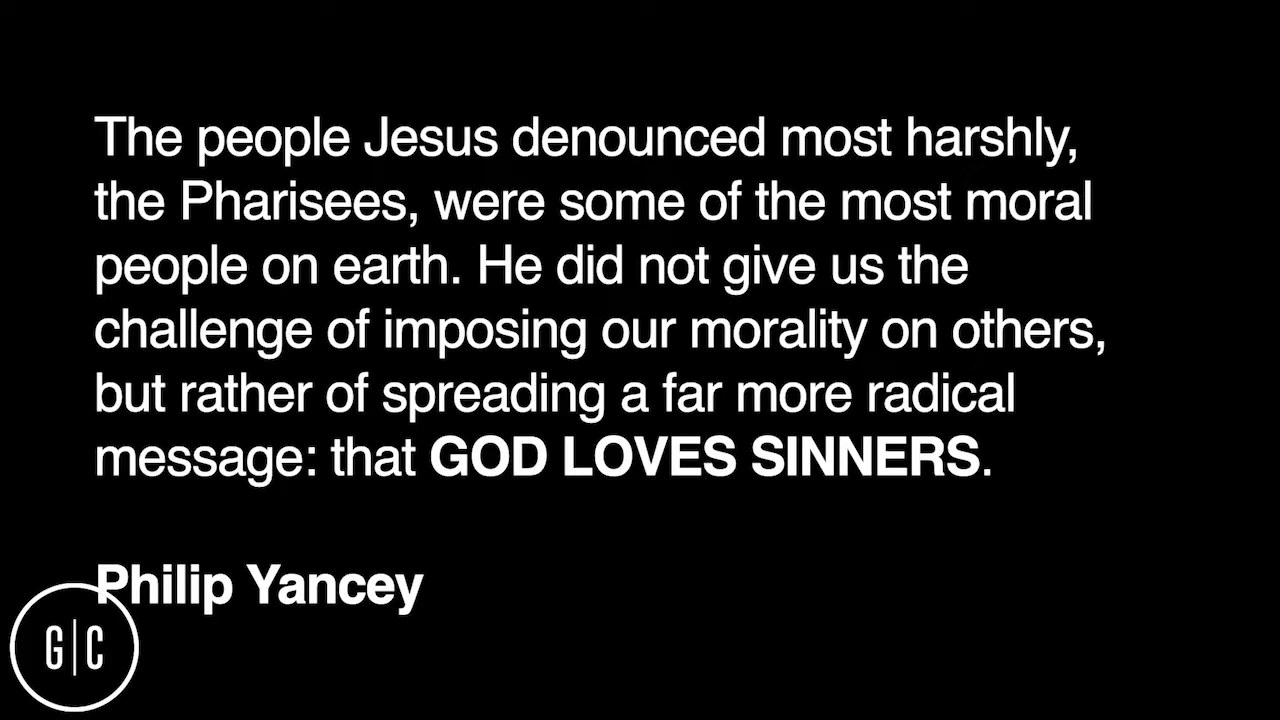 The people Jesus denounced most harshly,
the Pharisees, were some of the most moral
people on earth. He did not give us the
challenge of imposing our morality on others,
but rather of spreading a far more radical
message: that GOD LOVES SINNERS.
Philip Yancey
G|C